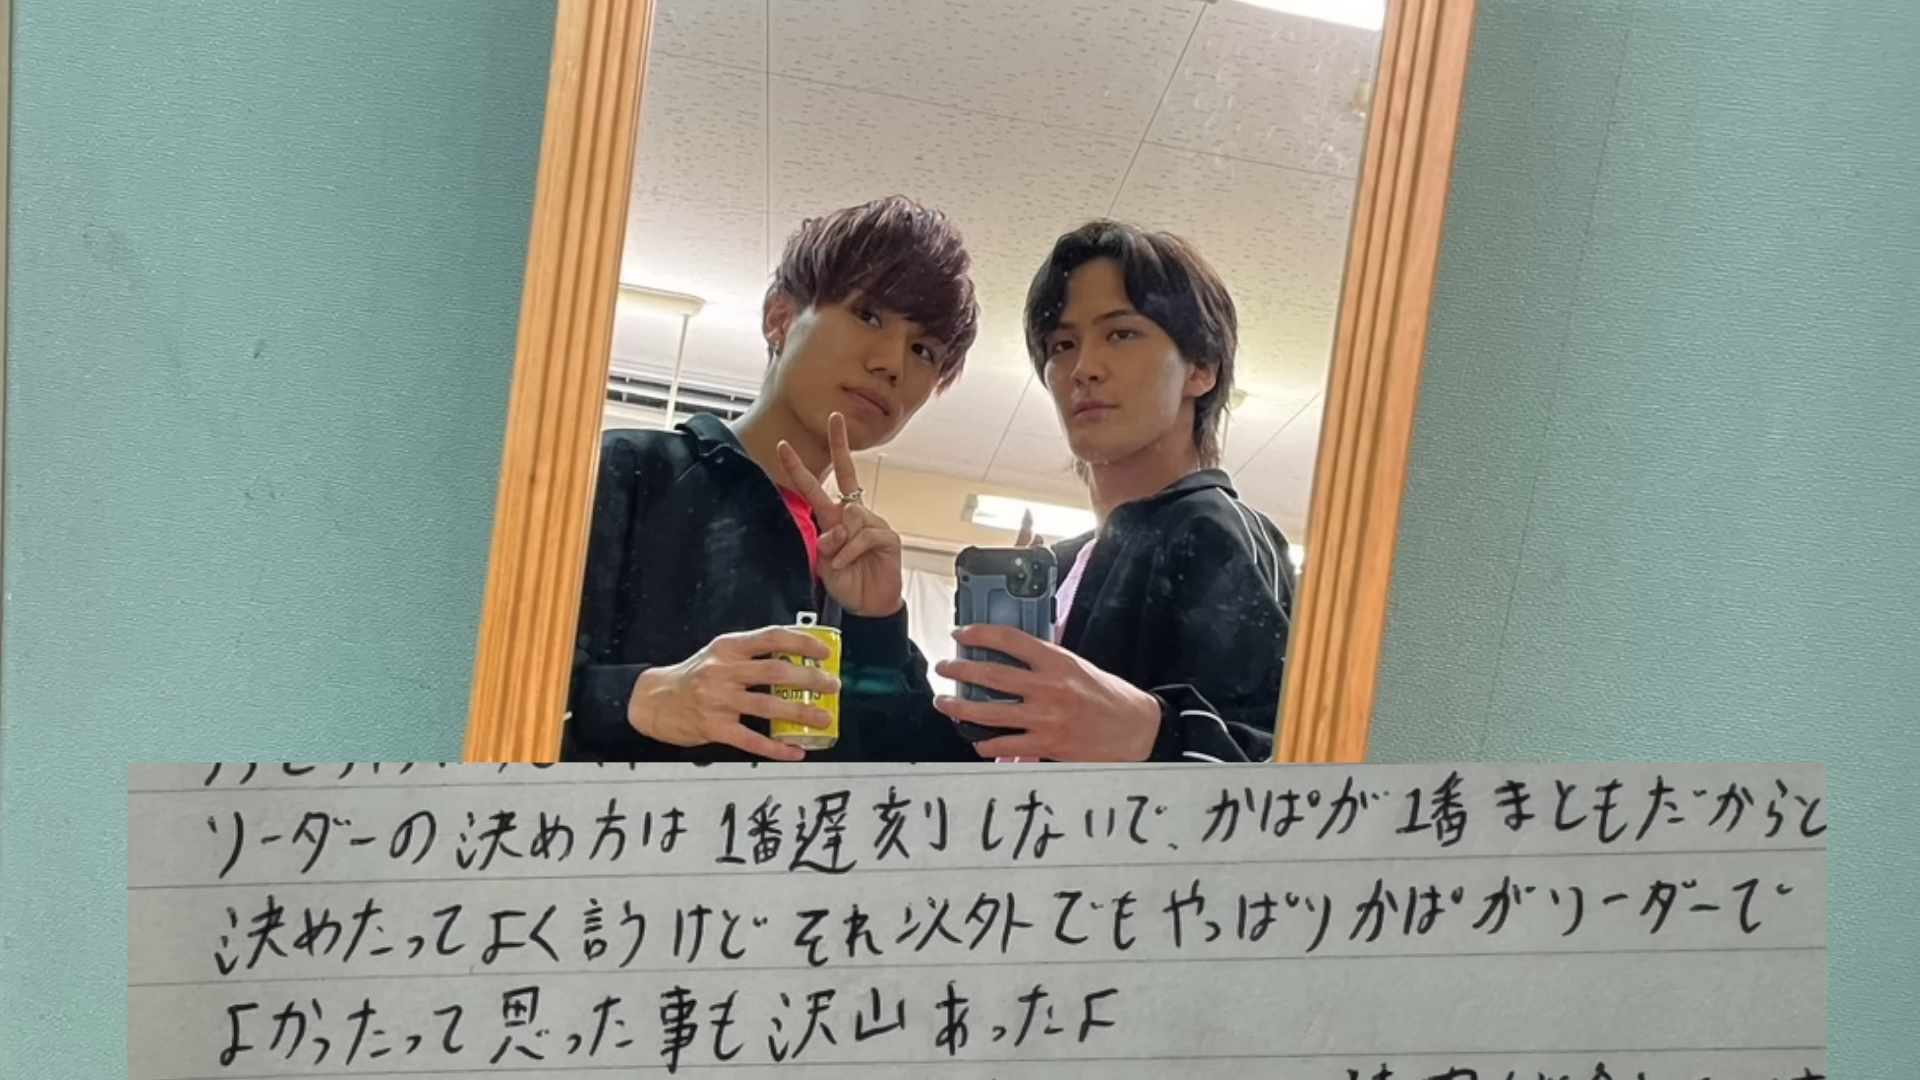 リーダーの決め方は1番遅刻しないで、かぱが1番まともだからと
決めたってよく言うけどそれ以外でもやっぱりかぱがリーダーで
よかったって思った事も沢山あったよ